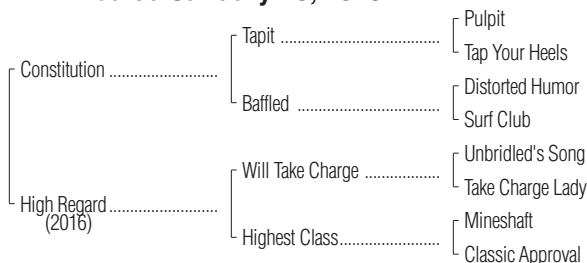 Tapit ................................................
Pulpit
Tap Your Heels
Constitution ................................
Baffled ..........................................
Distorted Humor
Surf Club
Will Take Charge ......................
Unbridled's Song
Take Charge Lady
High Regard ................................
(2016)
Highest Class.............................
Mineshaft
Classic Approval